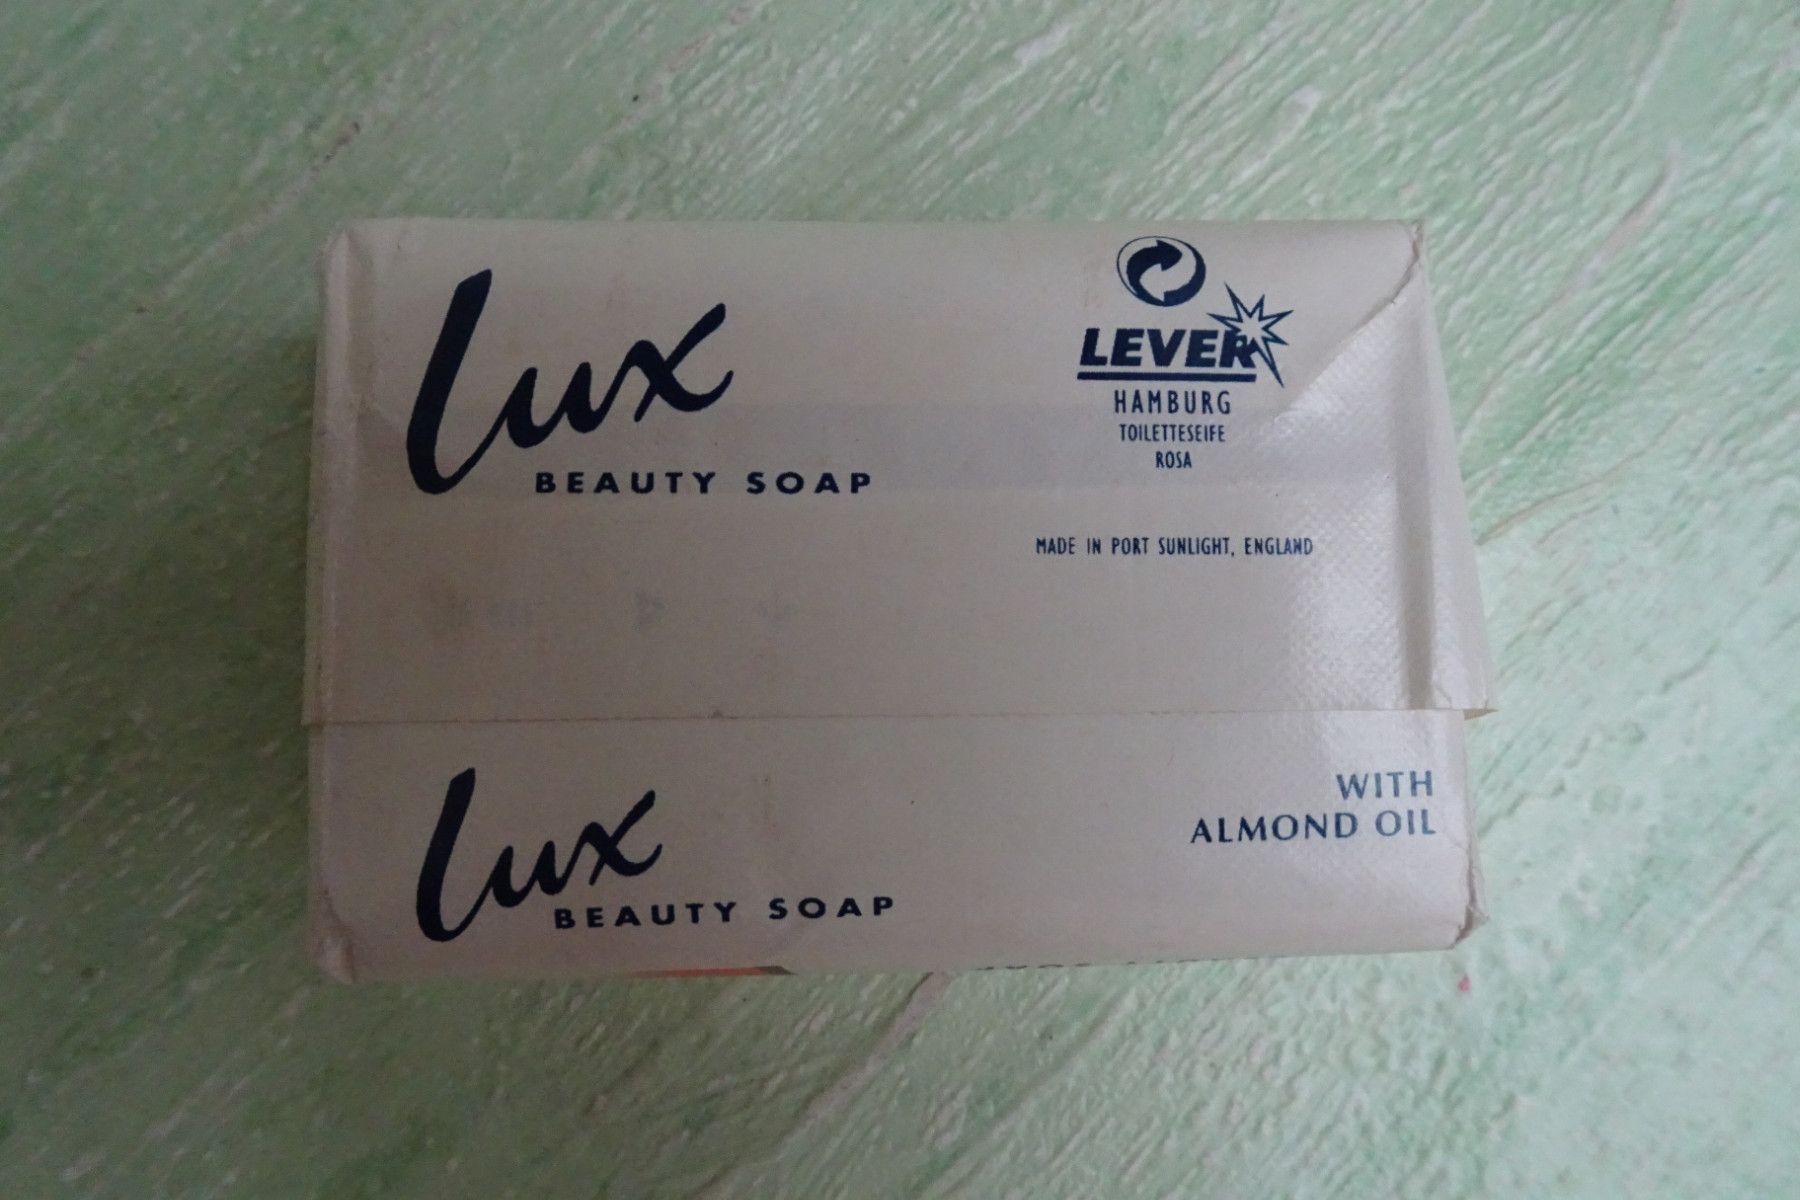 Lux
BEAUTY SOAP
LEVER
HAMBURG
TOILETTESEIFE
ROSA
MADE IN PORT SUNLIGHT, ENGLAND
Lux
BEAUTY SOAP
WITH
ALMOND OIL